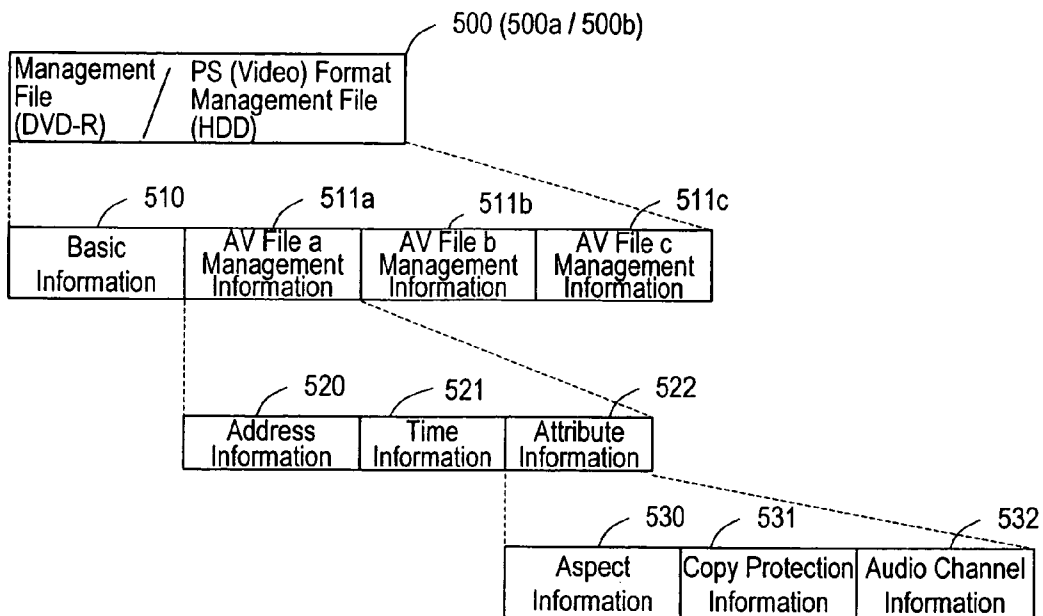 500 (500a / 500b)
Management File (DVD-R) / PS (Video) Format Management File (HDD)
510
511a
511b
511c
Basic Information
AV File a Management Information
AV File b Management Information
AV File c Management Information
520
521
522
Address Information
Time Information
Attribute Information
530
531
532
Aspect Information
Copy Protection Information
Audio Channel Information